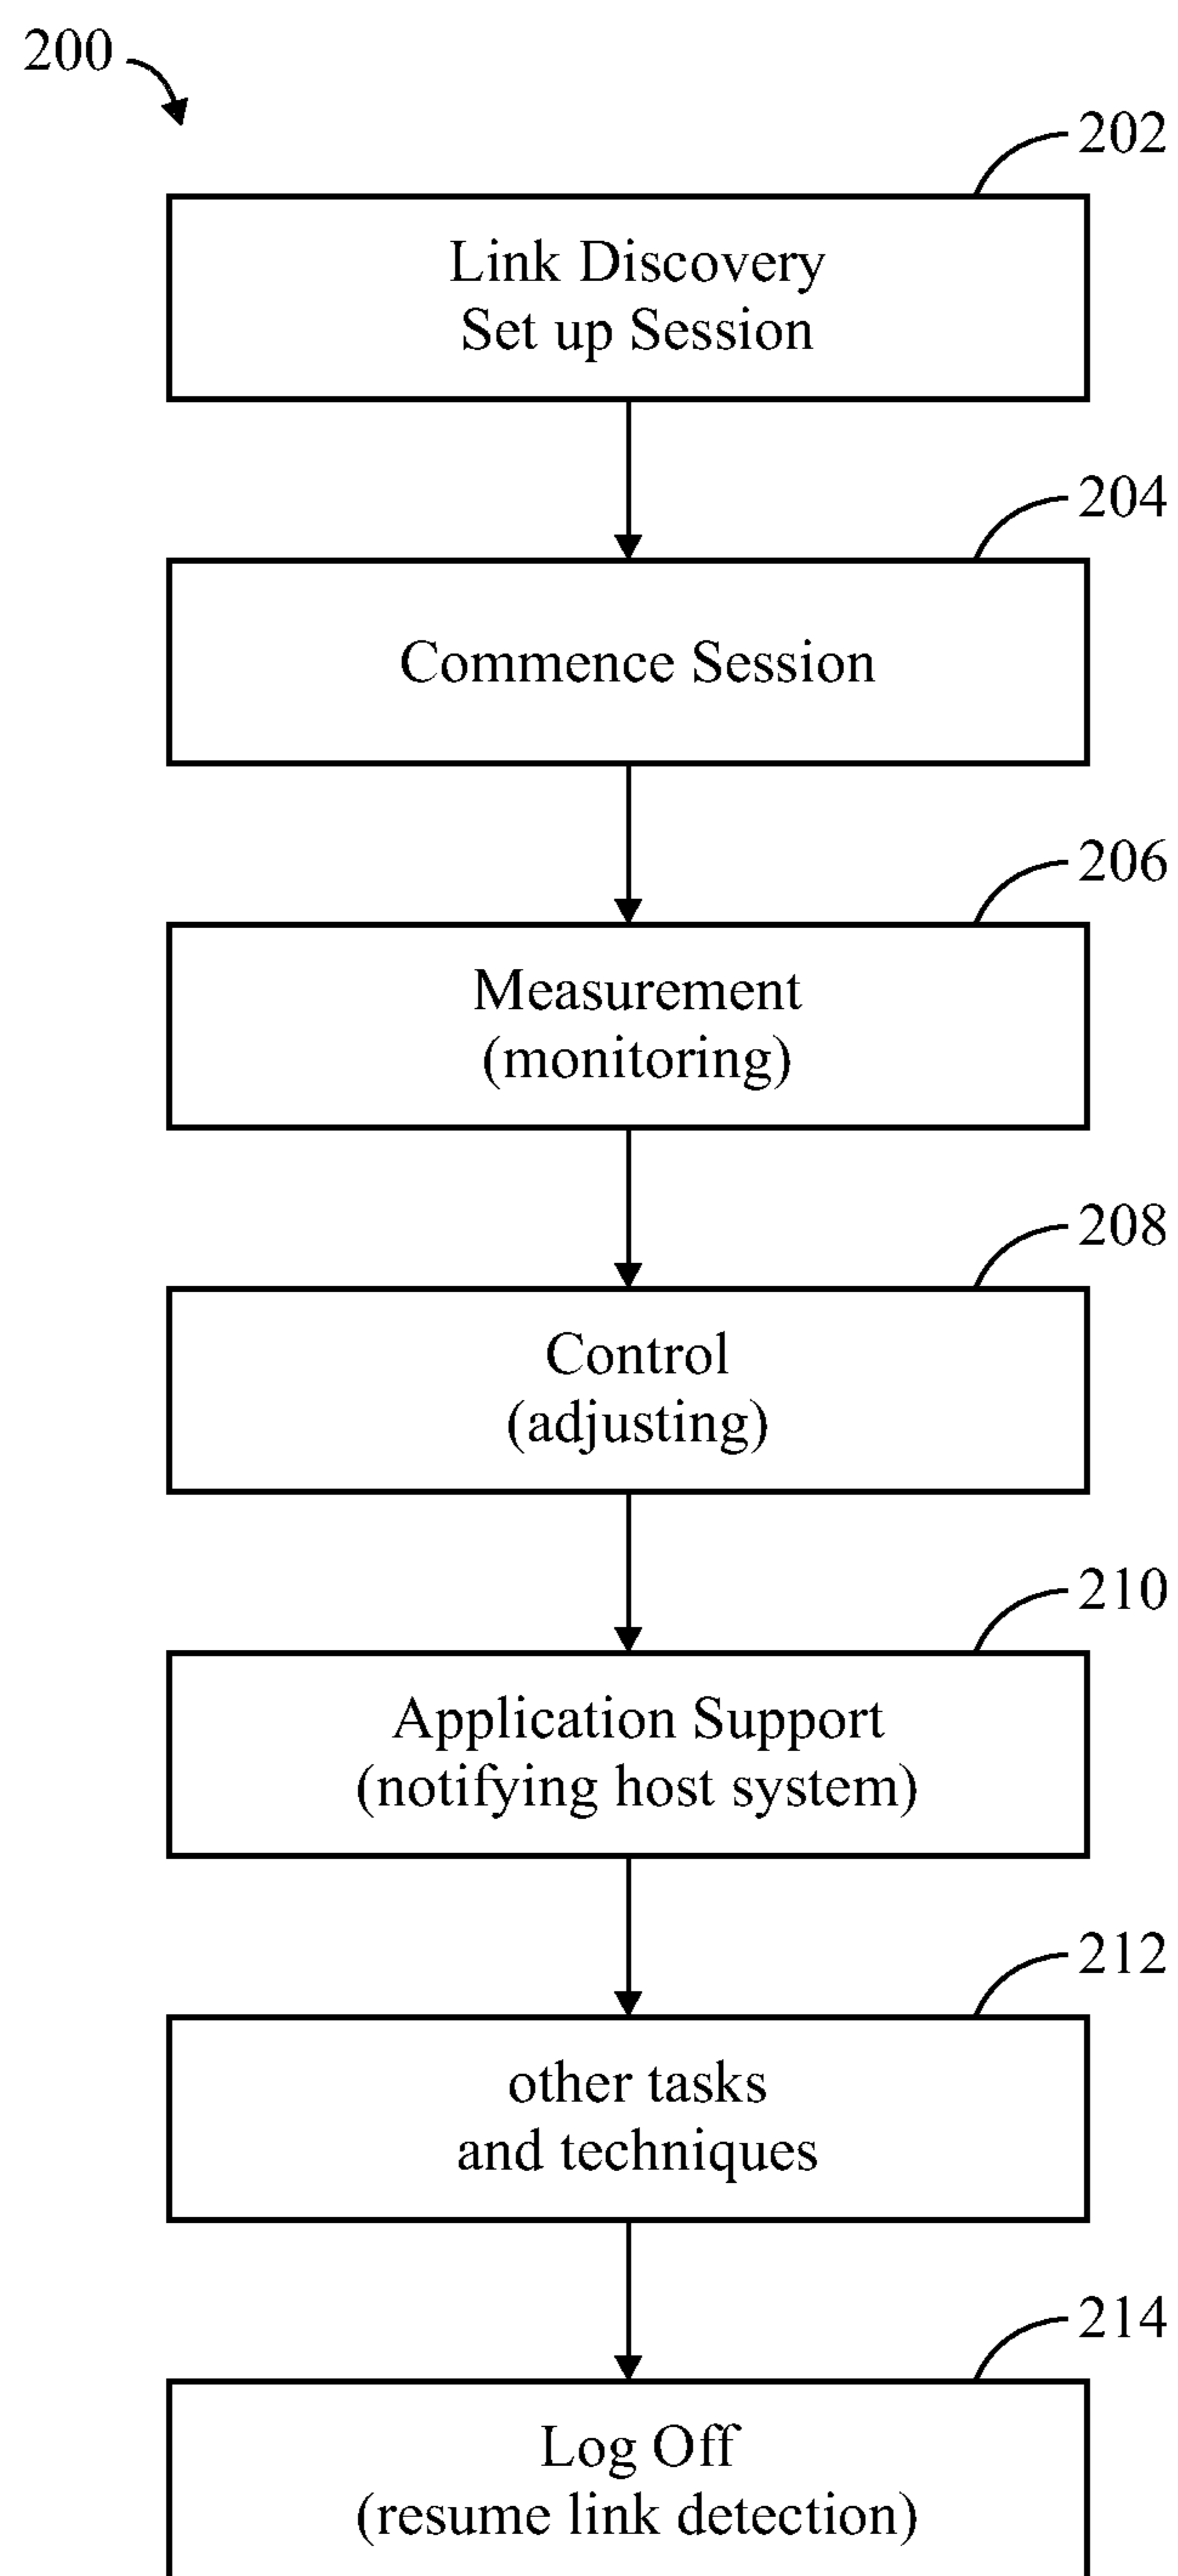 200
202
Link Discovery
Set up Session
204
Commence Session
206
Measurement
(monitoring)
208
Control
(adjusting)
210
Application Support
(notifying host system)
212
other tasks
and techniques
214
Log Off
(resume link detection)